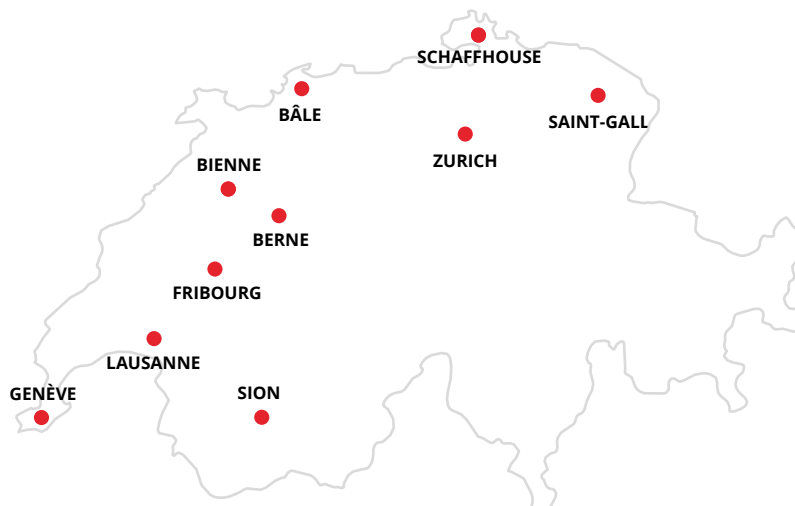 SCHAFFHOUSE
BÂLE
SAINT-GALL
ZURICH
BIENNE
BERNE
FRIBOURG
LAUSANNE
GENÈVE
SION